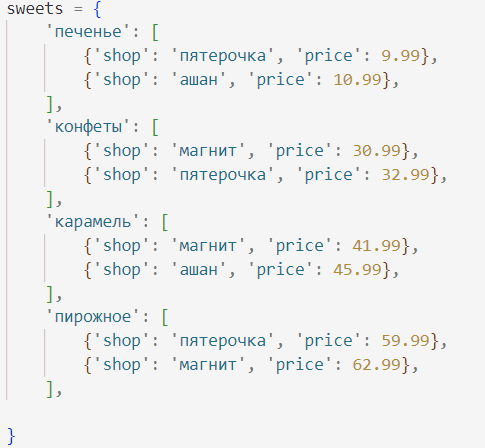 sweets = {
    'печенье': [
        {'shop': 'пятерочка', 'price': 9.99},
        {'shop': 'ашан', 'price': 10.99},
    ],
    'конфеты': [
        {'shop': 'магнит', 'price': 30.99},
        {'shop': 'пятерочка', 'price': 32.99},
    ],
    'карамель': [
        {'shop': 'магнит', 'price': 41.99},
        {'shop': 'ашан', 'price': 45.99},
    ],
    'пирожное': [
        {'shop': 'пятерочка', 'price': 59.99},
        {'shop': 'магнит', 'price': 62.99},
    ],

}